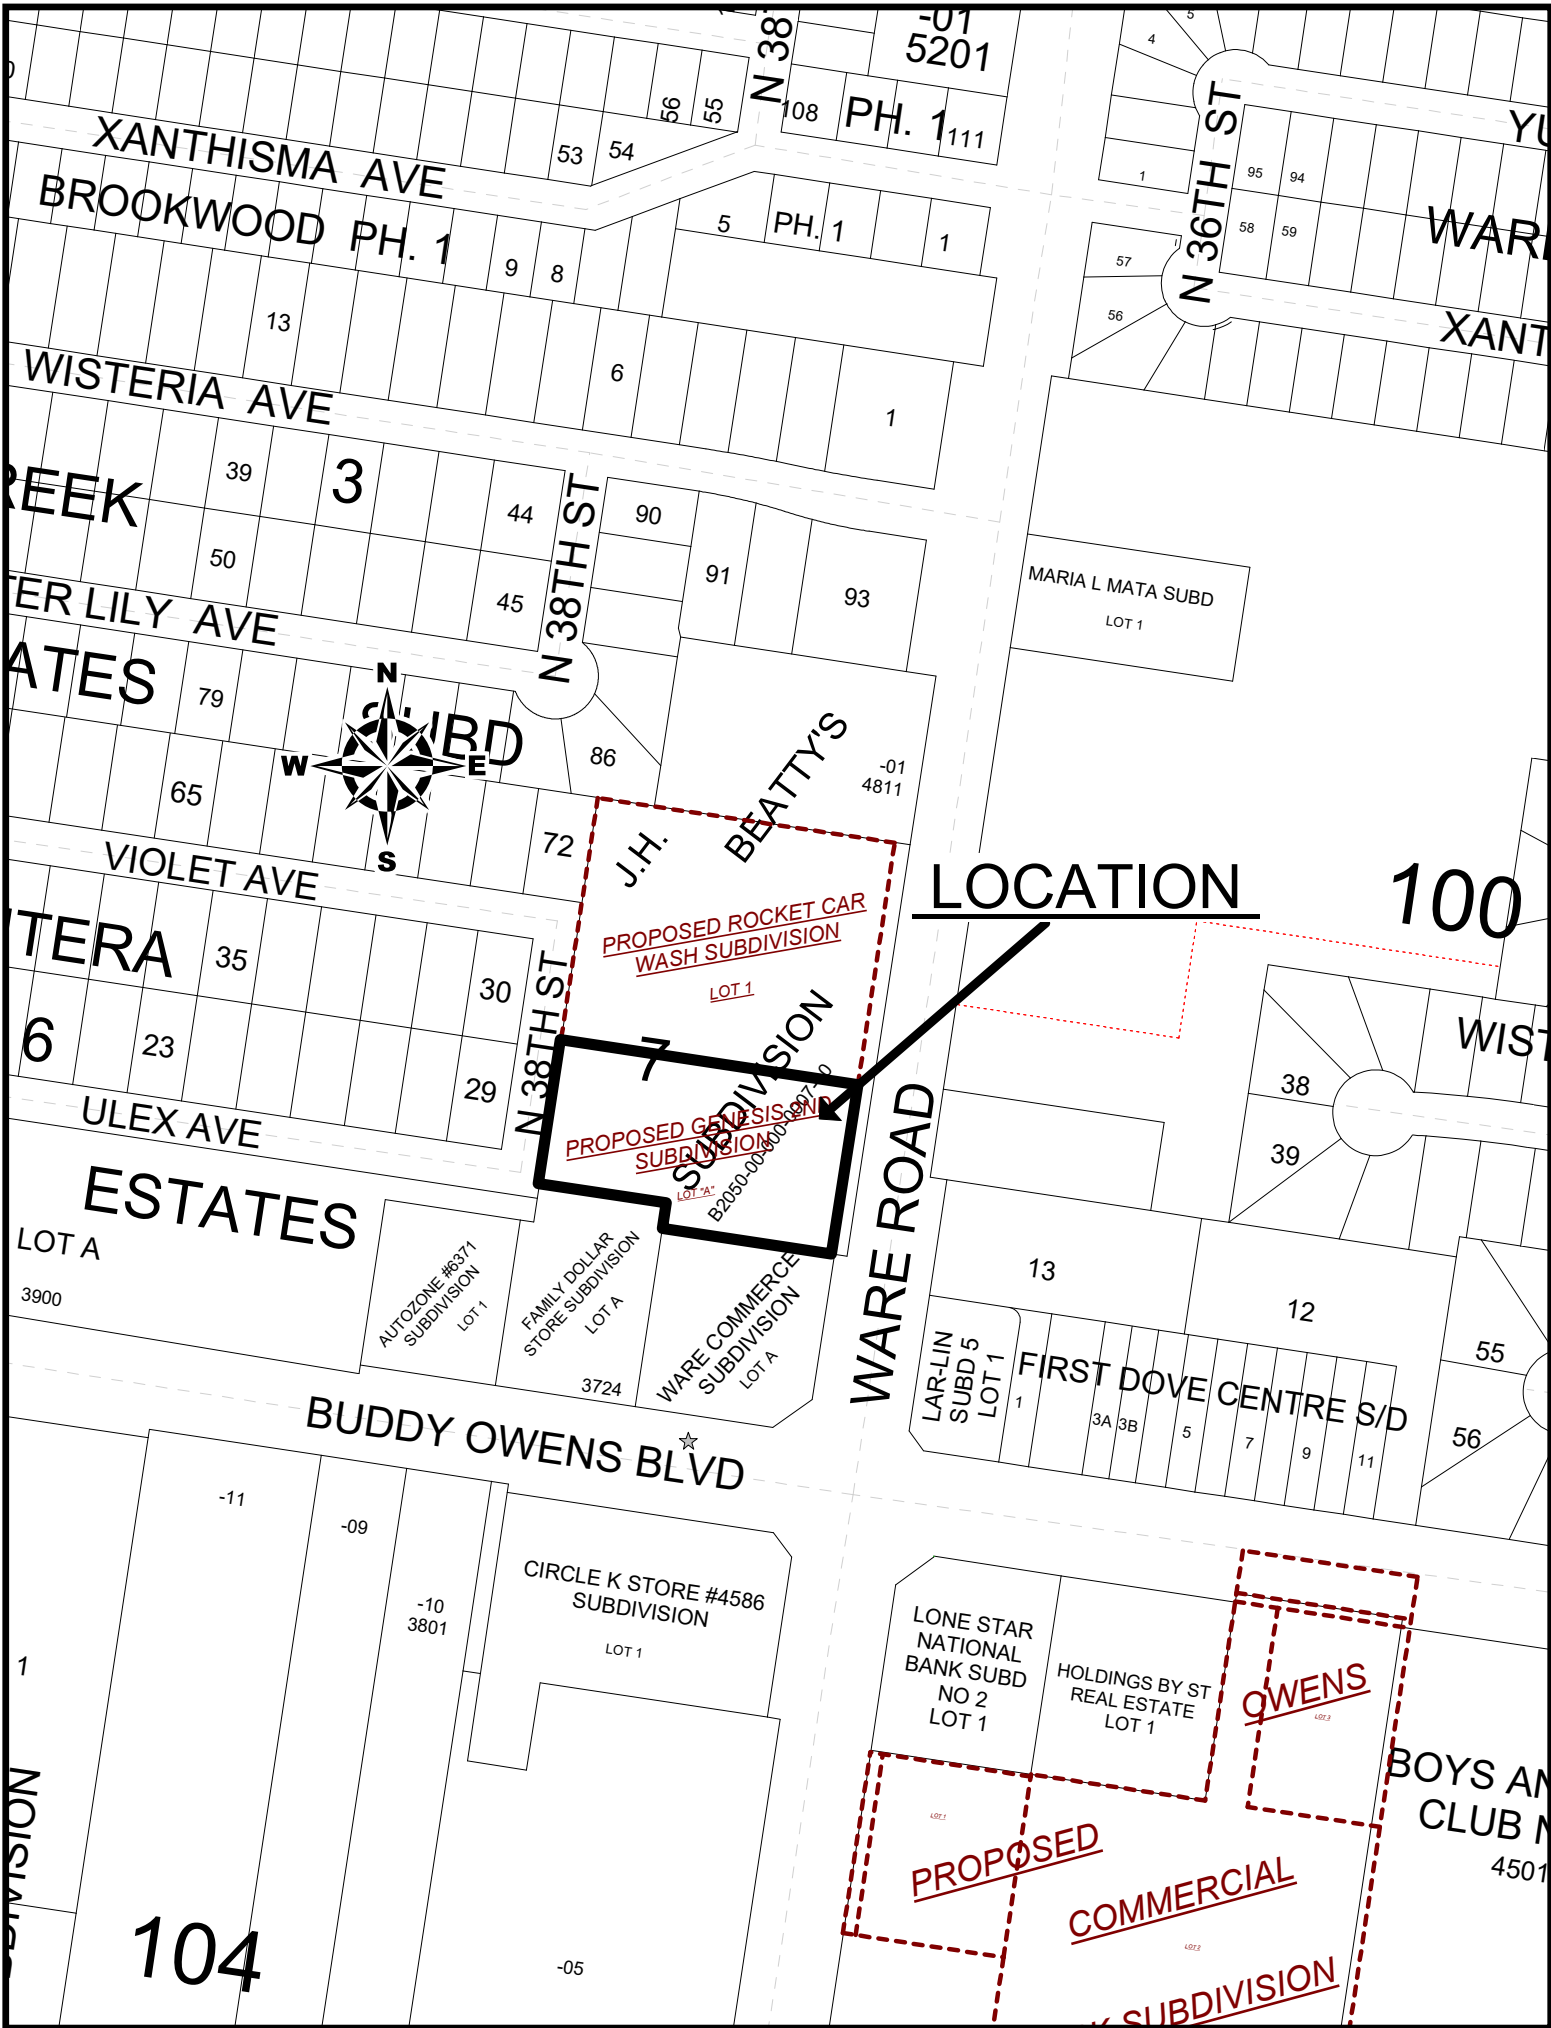 N 38
-01
5201
5
4
N 36TH ST
YU
56
55
108
PH. 1
111
XANTHISMA AVE
53
54
1
95
94
BROOKWOOD PH. 1
5
PH. 1
1
58
59
WAR
9
8
57
56
13
XANT
WISTERIA AVE
6
1
39
3
44
REEK
N 38TH ST
90
50
91
93
MARIA L MATA SUBD
LOT 1
45
TER LILY AVE
ATES
79
N
W
E
S
SUBD
86
-01
4811
65
72
J.H.
BEATTY'S
VIOLET AVE
LOCATION
100
TERA
35
30
PROPOSED ROCKET CAR
WASH SUBDIVISION
LOT 1
N 38TH ST
6
23
29
7
SUBDIVISION
WIST
38
39
ULEX AVE
PROPOSED GENESIS 2ND
SUBDIVISION
LOT "A"
WARE ROAD
ESTATES
LOT A
3900
AUTOZONE #6371
SUBDIVISION
LOT 1
FAMILY DOLLAR
STORE SUBDIVISION
LOT A
3724
WARE COMMERCE
SUBDIVISION
LOT A
13
12
LAR-LIN
SUBD 5
LOT 1
FIRST DOVE CENTRE S/D
1
3A
3B
5
7
9
11
55
56
BUDDY OWENS BLVD
-11
-09
-10
3801
CIRCLE K STORE #4586
SUBDIVISION
LOT 1
LONE STAR
NATIONAL
BANK SUBD
NO 2
LOT 1
HOLDINGS BY ST
REAL ESTATE
LOT 1
OWENS
LOT 3
1
BOYS AN
CLUB N
4501
LOT 1
PROPOSED
COMMERCIAL
LOT 2
104
-05
SUBDIVISION